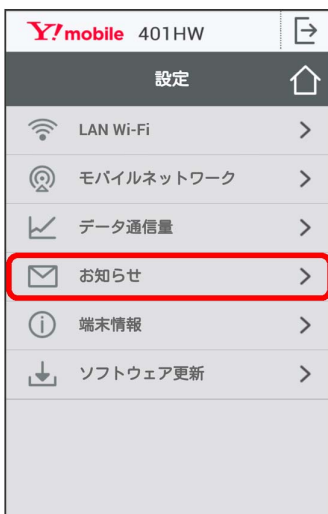 Y!mobile 401HW
設定
LAN Wi-Fi
モバイルネットワーク
データ通信量
お知らせ
端末情報
ソフトウェア更新